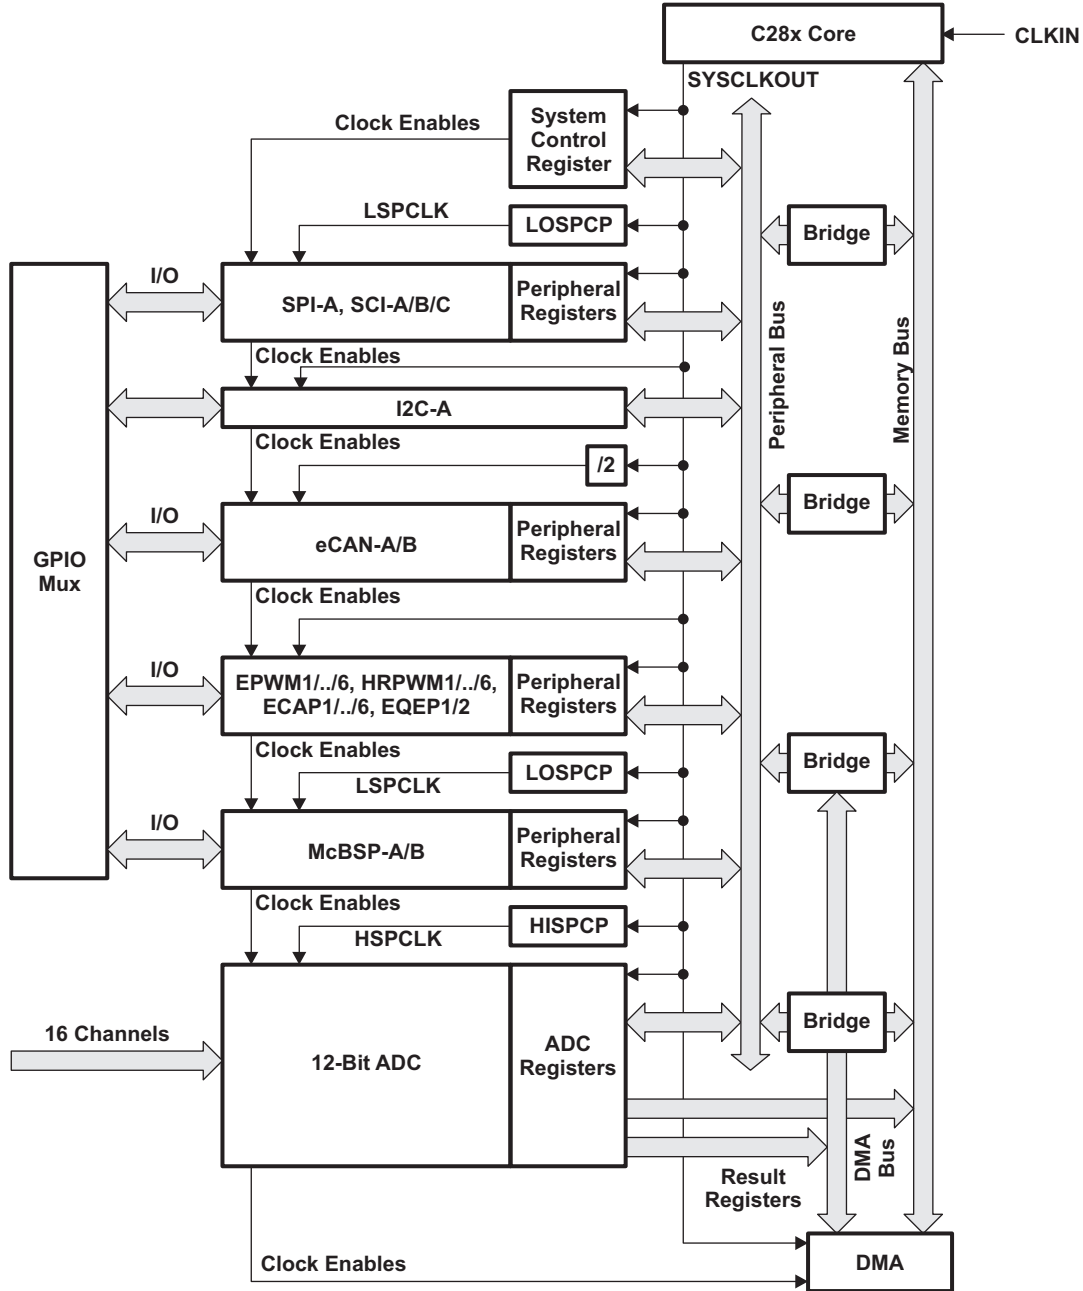 C28x Core
CLKIN
SYSCLKOUT
System
Control
Register
Clock Enables
LSPCLK
LOSPCP
Bridge
I/O
SPI-A, SCI-A/B/C
Peripheral
Registers
Peripheral Bus
Memory Bus
Clock Enables
I2C-A
Clock Enables
/2
Bridge
I/O
eCAN-A/B
Peripheral
Registers
GPIO
Mux
Clock Enables
I/O
EPWM1/../6, HRPWM1/../6,
ECAP1/../6, EQEP1/2
Peripheral
Registers
Clock Enables
LSPCLK
LOSPCP
Bridge
I/O
McBSP-A/B
Peripheral
Registers
Clock Enables
HSPCLK
HISPCP
16 Channels
12-Bit ADC
ADC
Registers
Bridge
DMA
Bus
Result
Registers
Clock Enables
DMA